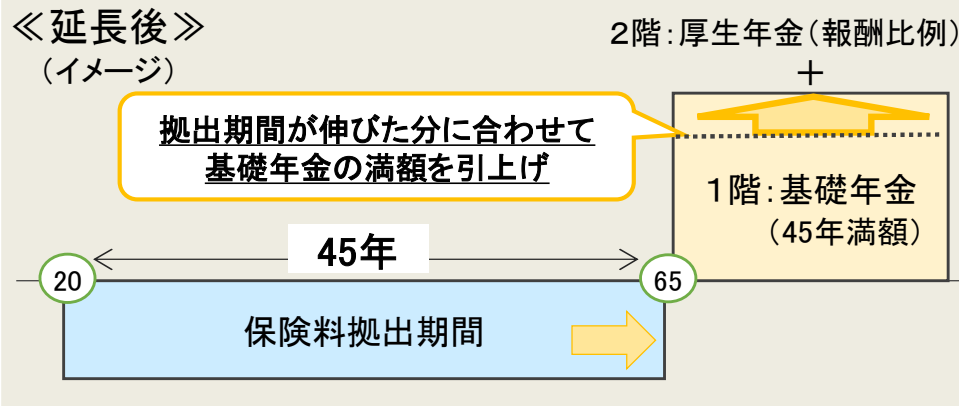 ≪延長後≫
（イメージ）
2階：厚生年金（報酬比例）
＋
拠出期間が伸びた分に合わせて
基礎年金の満額を引上げ
1階：基礎年金
（45年満額）
45年
20
65
保険料拠出期間